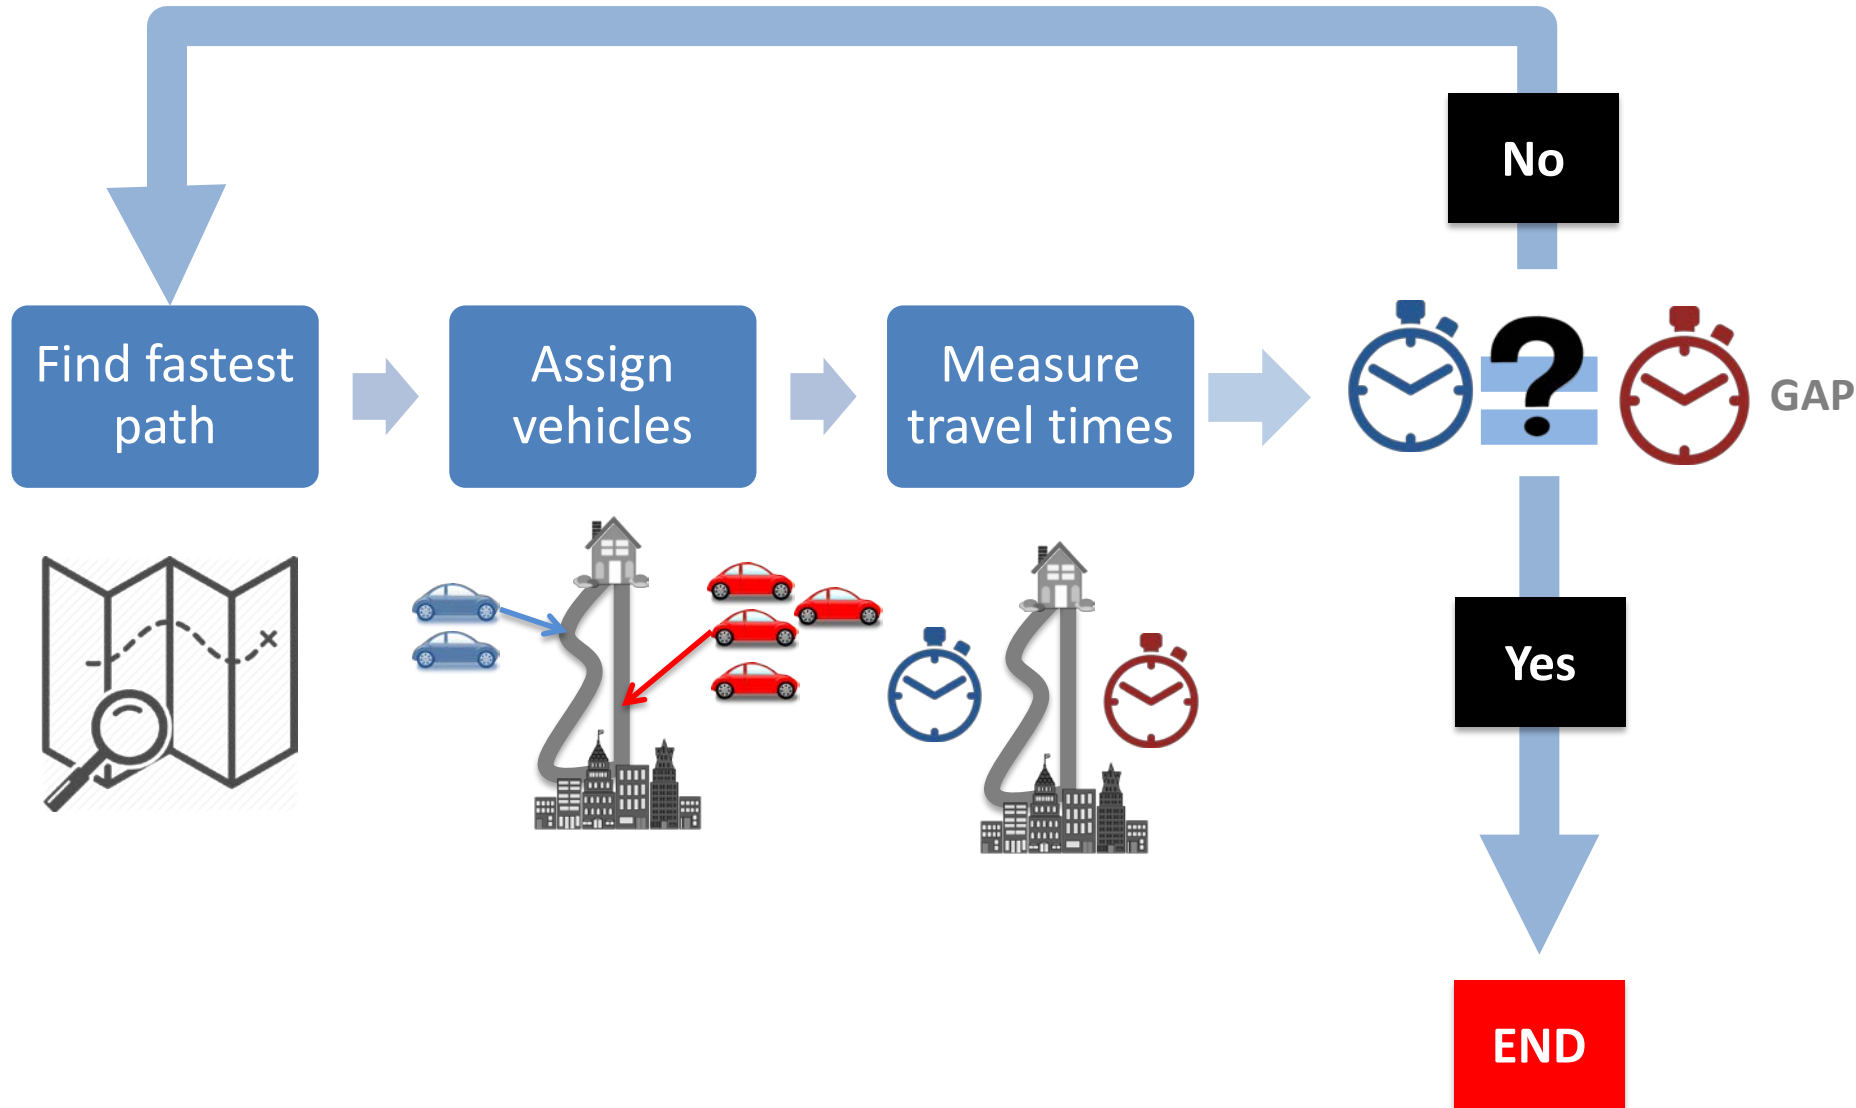 No
Find fastest
path
Assign
vehicles
Measure
travel times
?
GAP
Yes
END